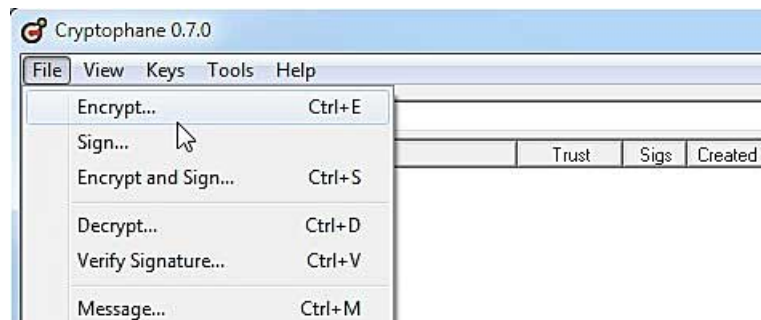 Cryptophane 0.7.0
File View Keys Tools Help
Encrypt... Ctrl+E
Sign...
Trust Sigs Created
Encrypt and Sign... Ctrl+S
Decrypt... Ctrl+D
Verify Signature... Ctrl+V
Message... Ctrl+M